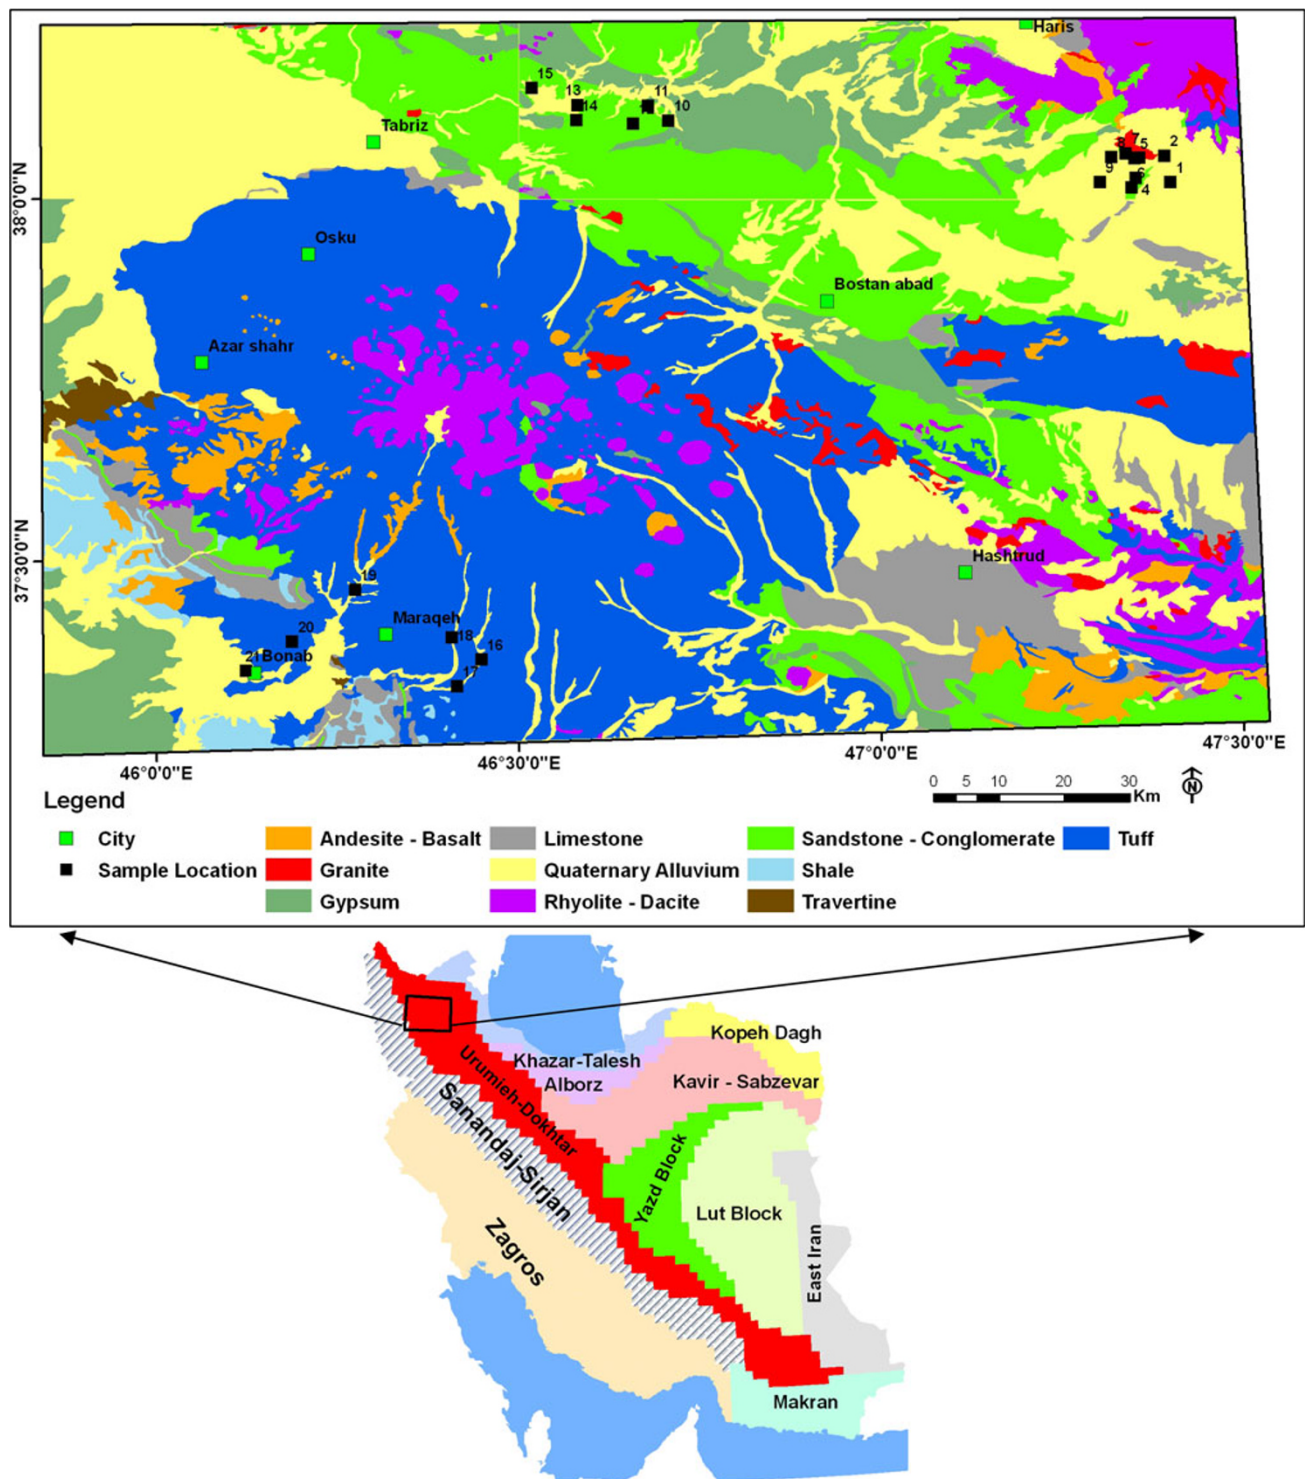 Haris
15
13
14
11
10
Tabriz
7
8
5
2
9
6
1
4
38°0'0"N
Osku
Bostan abad
Azar shahr
37°30'0"N
Hashtrud
19
Maraqeh
18
16
20
21
Bonab
17
46°0'0"E
46°30'0"E
47°0'0"E
47°30'0"E
0 5 10 20 30
Km
N
Legend
City
Andesite - Basalt
Limestone
Sandstone - Conglomerate
Tuff
Sample Location
Granite
Quaternary Alluvium
Shale
Gypsum
Rhyolite - Dacite
Travertine
Kopeh Dagh
Khazar-Talesh
Alborz
Kavir - Sabzevar
Urumieh-Dokhtar
Sanandaj-Sirjan
Yazd Block
Lut Block
East Iran
Zagros
Makran